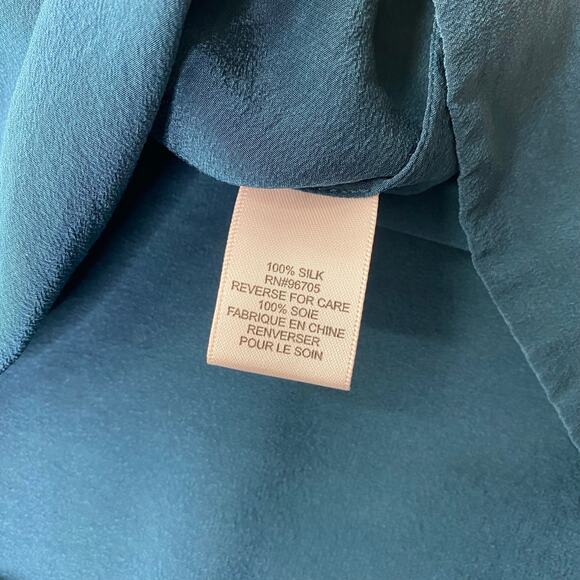 100% SILK
RN#96705
REVERSE FOR CARE
100% SOIE
FABRIQUE EN CHINE
RENVERSER
POUR LE SOIN